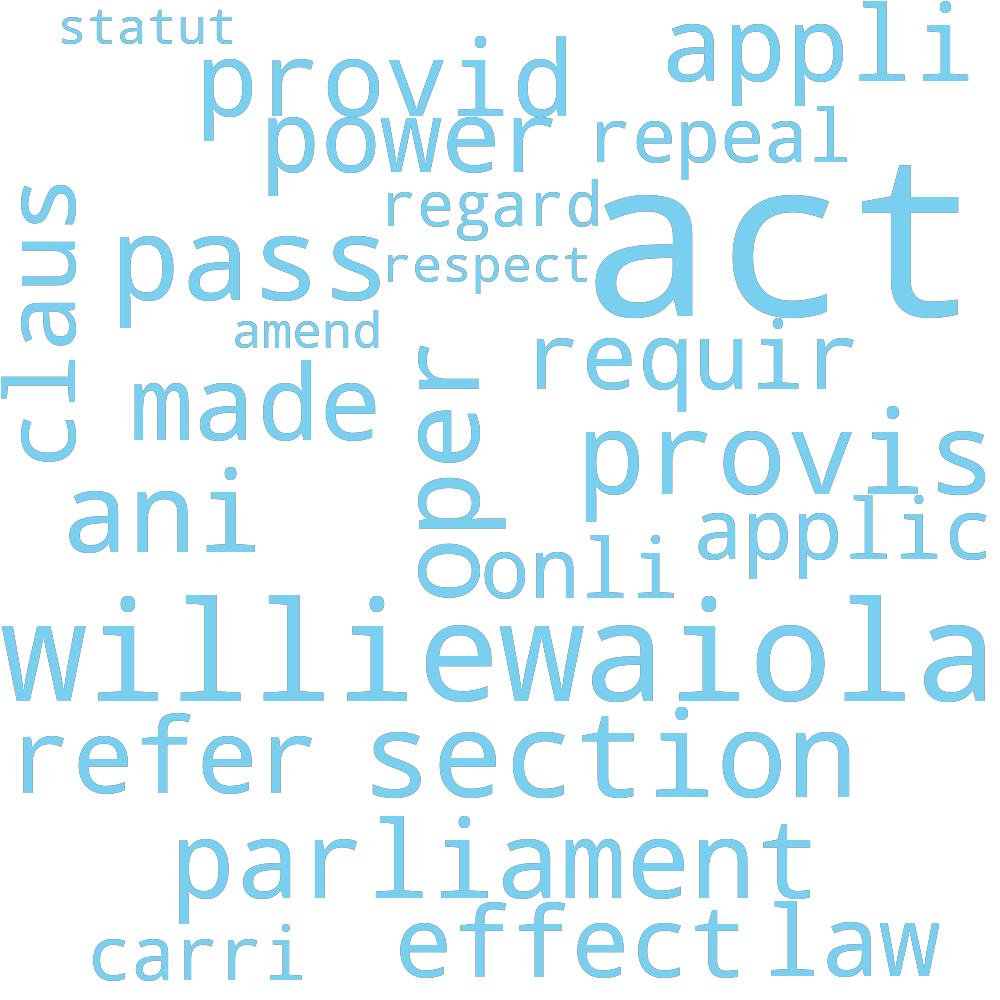 statut
appli
provid
power
repeal
act
claus
regard
pass
respect
amend
requir
made
oper
provis
ani
applic
onli
williewaiola
refer
section
parliament
effect
law
carri